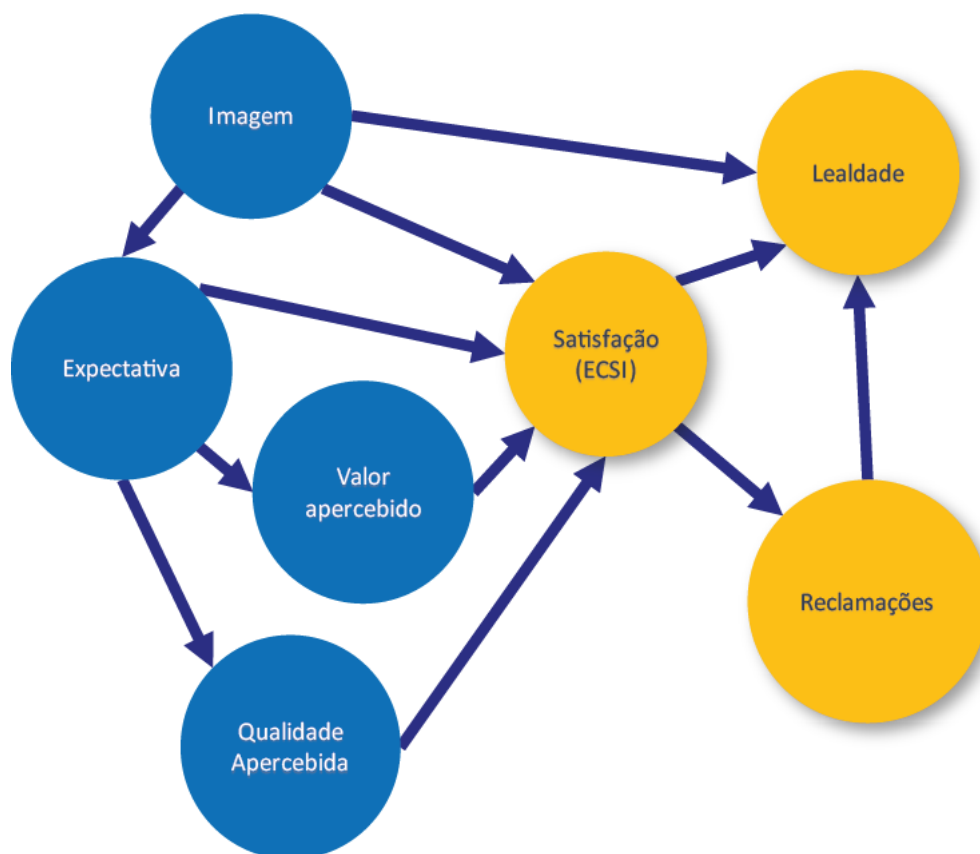 Imagem
Lealdade
Satisfação
(ECSI)
Expectativa
Valor
apercebido
Reclamações
Qualidade
Apercebida